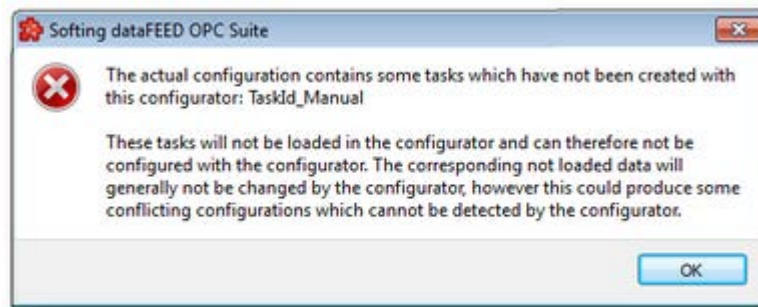 Softing dataFEED OPC Suite
The actual configuration contains some tasks which have not been created with
this configurator: TaskId_Manual
These tasks will not be loaded in the configurator and can therefore not be
configured with the configurator. The corresponding not loaded data will
generally not be changed by the configurator, however this could produce some
conflicting configurations which cannot be detected by the configurator.
OK